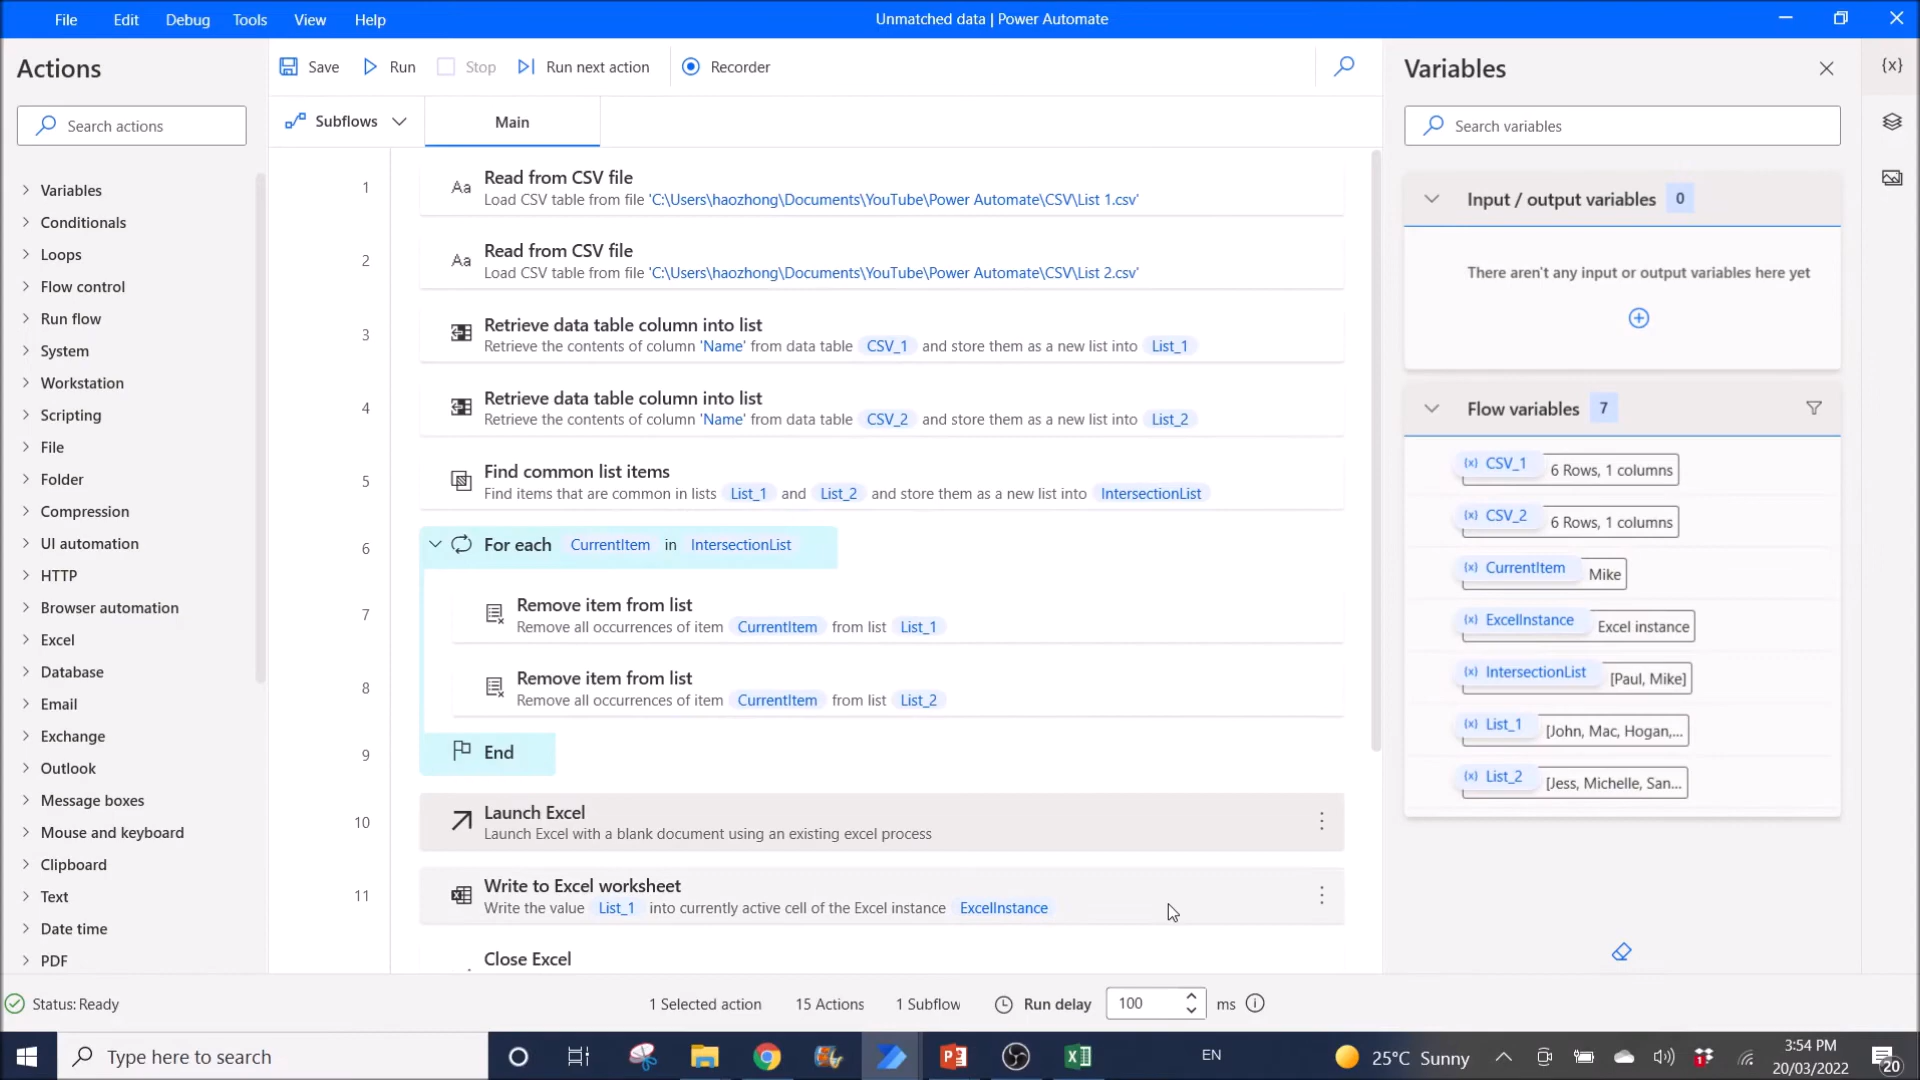 File Edit Debug Tools View Help
Unmatched data | Power Automate
Actions
Search actions
Variables
Conditionals
Loops
Flow control
Run flow
System
Workstation
Scripting
File
Folder
Compression
UI automation
HTTP
Browser automation
Excel
Database
Email
Exchange
Outlook
Message boxes
Mouse and keyboard
Clipboard
Text
Date time
PDF
Save Run Stop Run next action Recorder
Subflows Main
1 Aa Read from CSV file
Load CSV table from file 'C:\Users\haozhong\Documents\YouTube\Power Automate\CSV\List 1.csv'
2 Aa Read from CSV file
Load CSV table from file 'C:\Users\haozhong\Documents\YouTube\Power Automate\CSV\List 2.csv'
3 Retrieve data table column into list
Retrieve the contents of column 'Name' from data table CSV_1 and store them as a new list into List_1
4 Retrieve data table column into list
Retrieve the contents of column 'Name' from data table CSV_2 and store them as a new list into List_2
5 Find common list items
Find items that are common in lists List_1 and List_2 and store them as a new list into IntersectionList
6 For each CurrentItem in IntersectionList
7 Remove item from list
Remove all occurrences of item CurrentItem from list List_1
8 Remove item from list
Remove all occurrences of item CurrentItem from list List_2
9 End
10 Launch Excel
Launch Excel with a blank document using an existing excel process
11 Write to Excel worksheet
Write the value List_1 into currently active cell of the Excel instance ExcelInstance
Close Excel
Variables
{x}
Search variables
Input / output variables 0
There aren't any input or output variables here yet
Flow variables 7
{x} CSV_1 6 Rows, 1 columns
{x} CSV_2 6 Rows, 1 columns
{x} CurrentItem Mike
{x} ExcelInstance Excel instance
{x} IntersectionList [Paul, Mike]
{x} List_1 [John, Mac, Hogan,...
{x} List_2 [Jess, Michelle, San...
Status: Ready 1 Selected action 15 Actions 1 Subflow Run delay 100 ms
Type here to search
EN
25°C Sunny
1
3:54 PM
20/03/2022
20